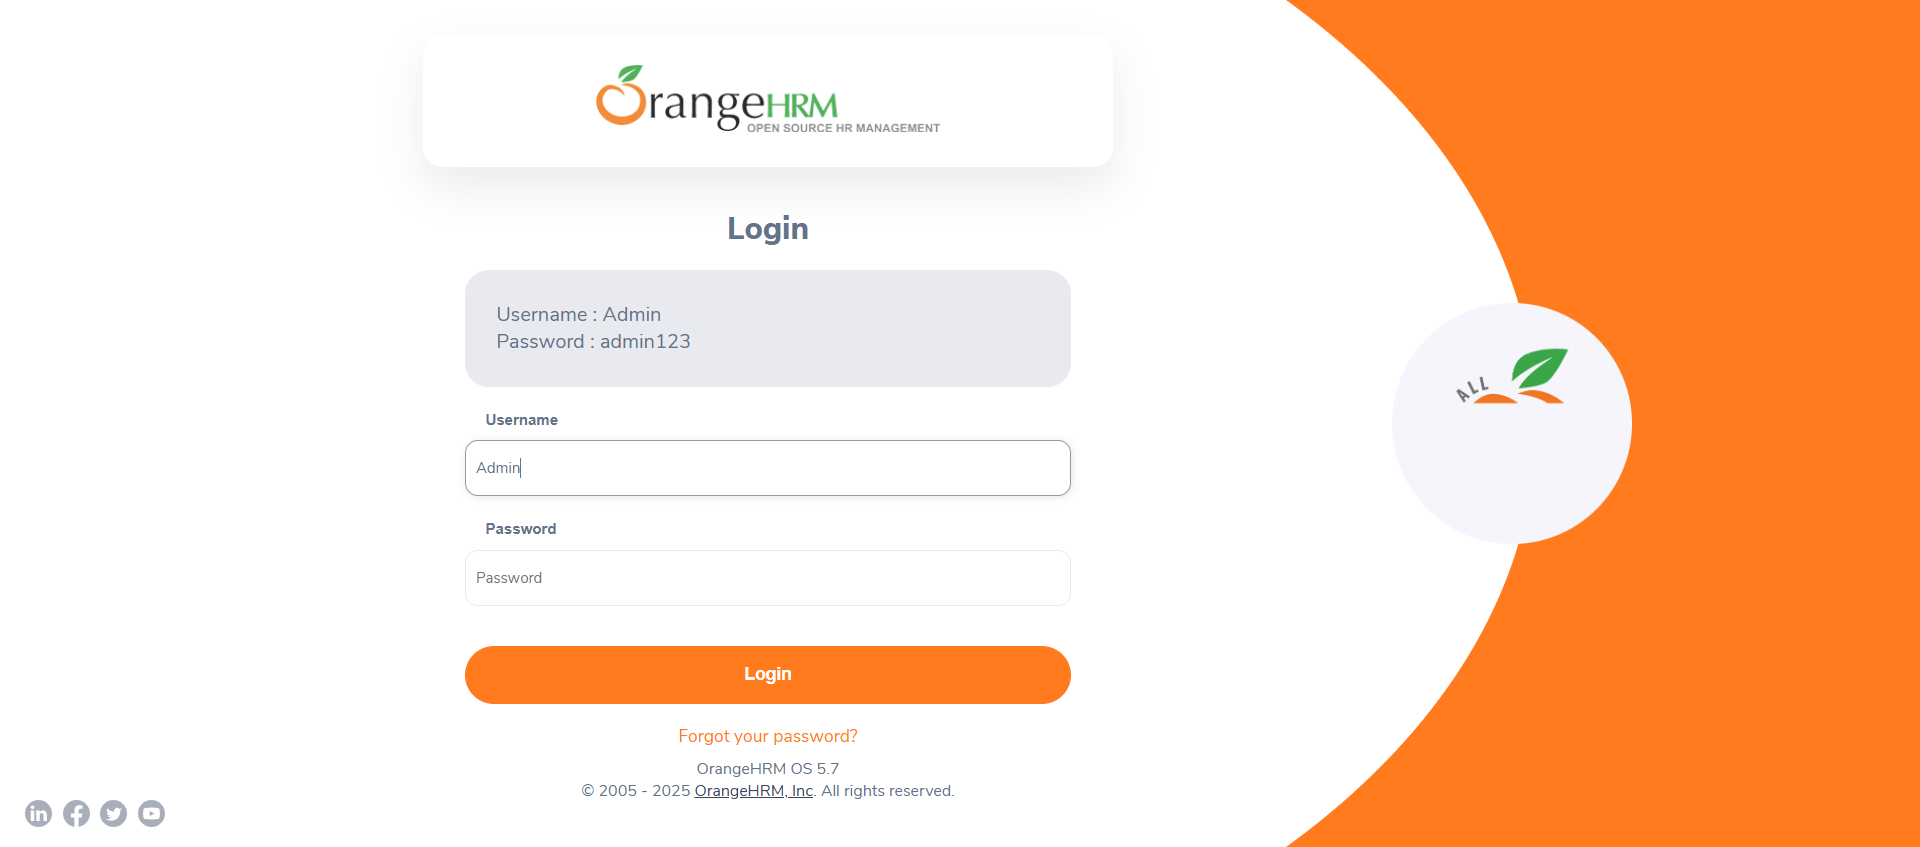 OrangeHRM
OPEN SOURCE HR MANAGEMENT
Login
Username : Admin
Password : admin123
Username
Admin
Password
Password
Login
Forgot your password?
OrangeHRM OS 5.7
© 2005 - 2025 OrangeHRM, Inc. All rights reserved.
ALL